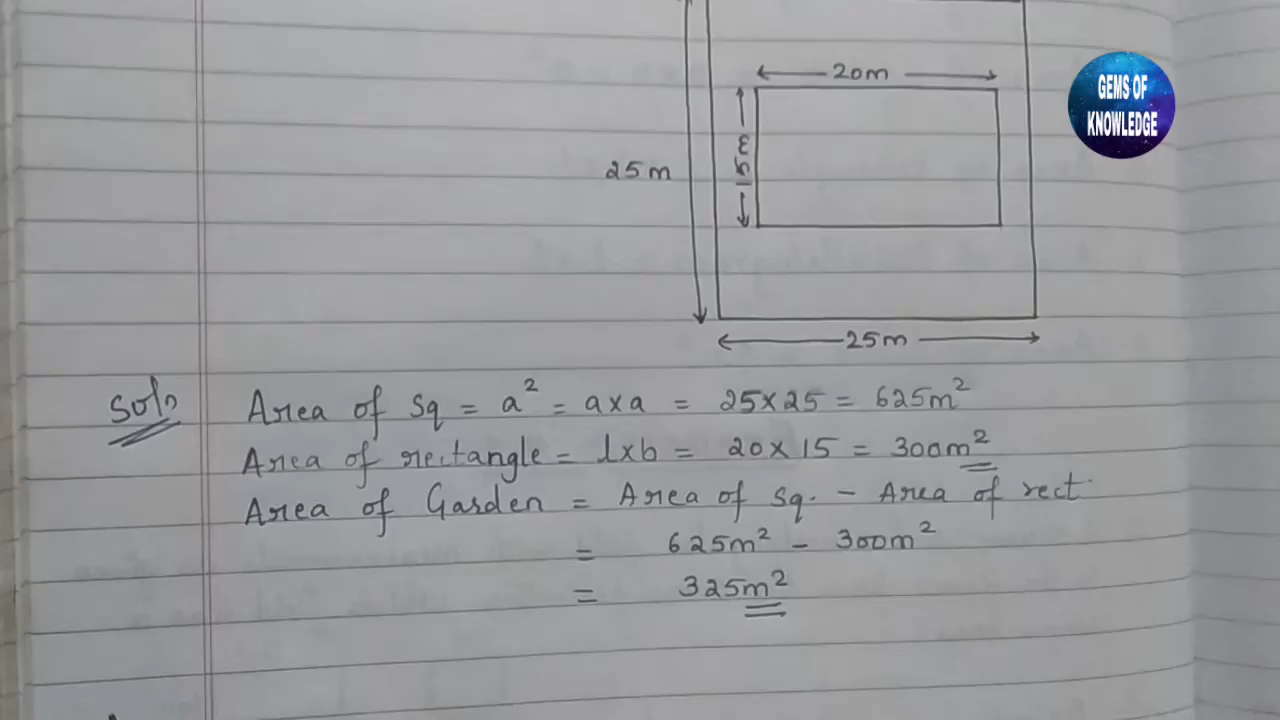 20m
GEMS OF
KNOWLEDGE
25m
15m
25m
Soln
Area of Sq = a² = a×a = 25×25 = 625m²
Area of rectangle = l×b = 20×15 = 300m²
Area of Garden = Area of sq. - Area of rect.
= 625m² - 300m²
= 325m²